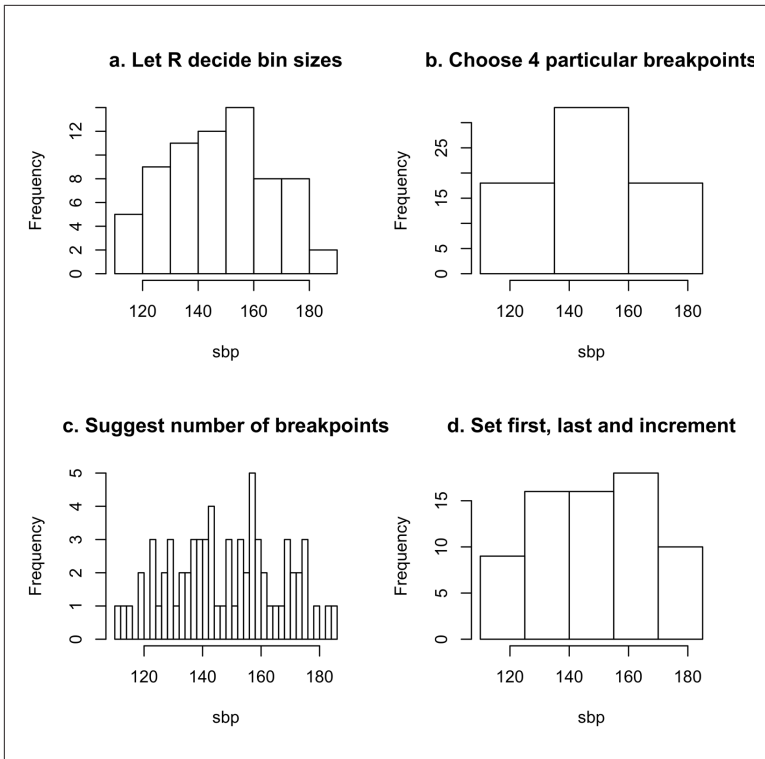 a. Let R decide bin sizes
Frequency
0 2 4 6 8 12
120 140 160 180
sbp
b. Choose 4 particular breakpoints
Frequency
0 5 15 25
120 140 160 180
sbp
c. Suggest number of breakpoints
Frequency
0 1 2 3 4 5
120 140 160 180
sbp
d. Set first, last and increment
Frequency
0 5 10 15
120 140 160 180
sbp